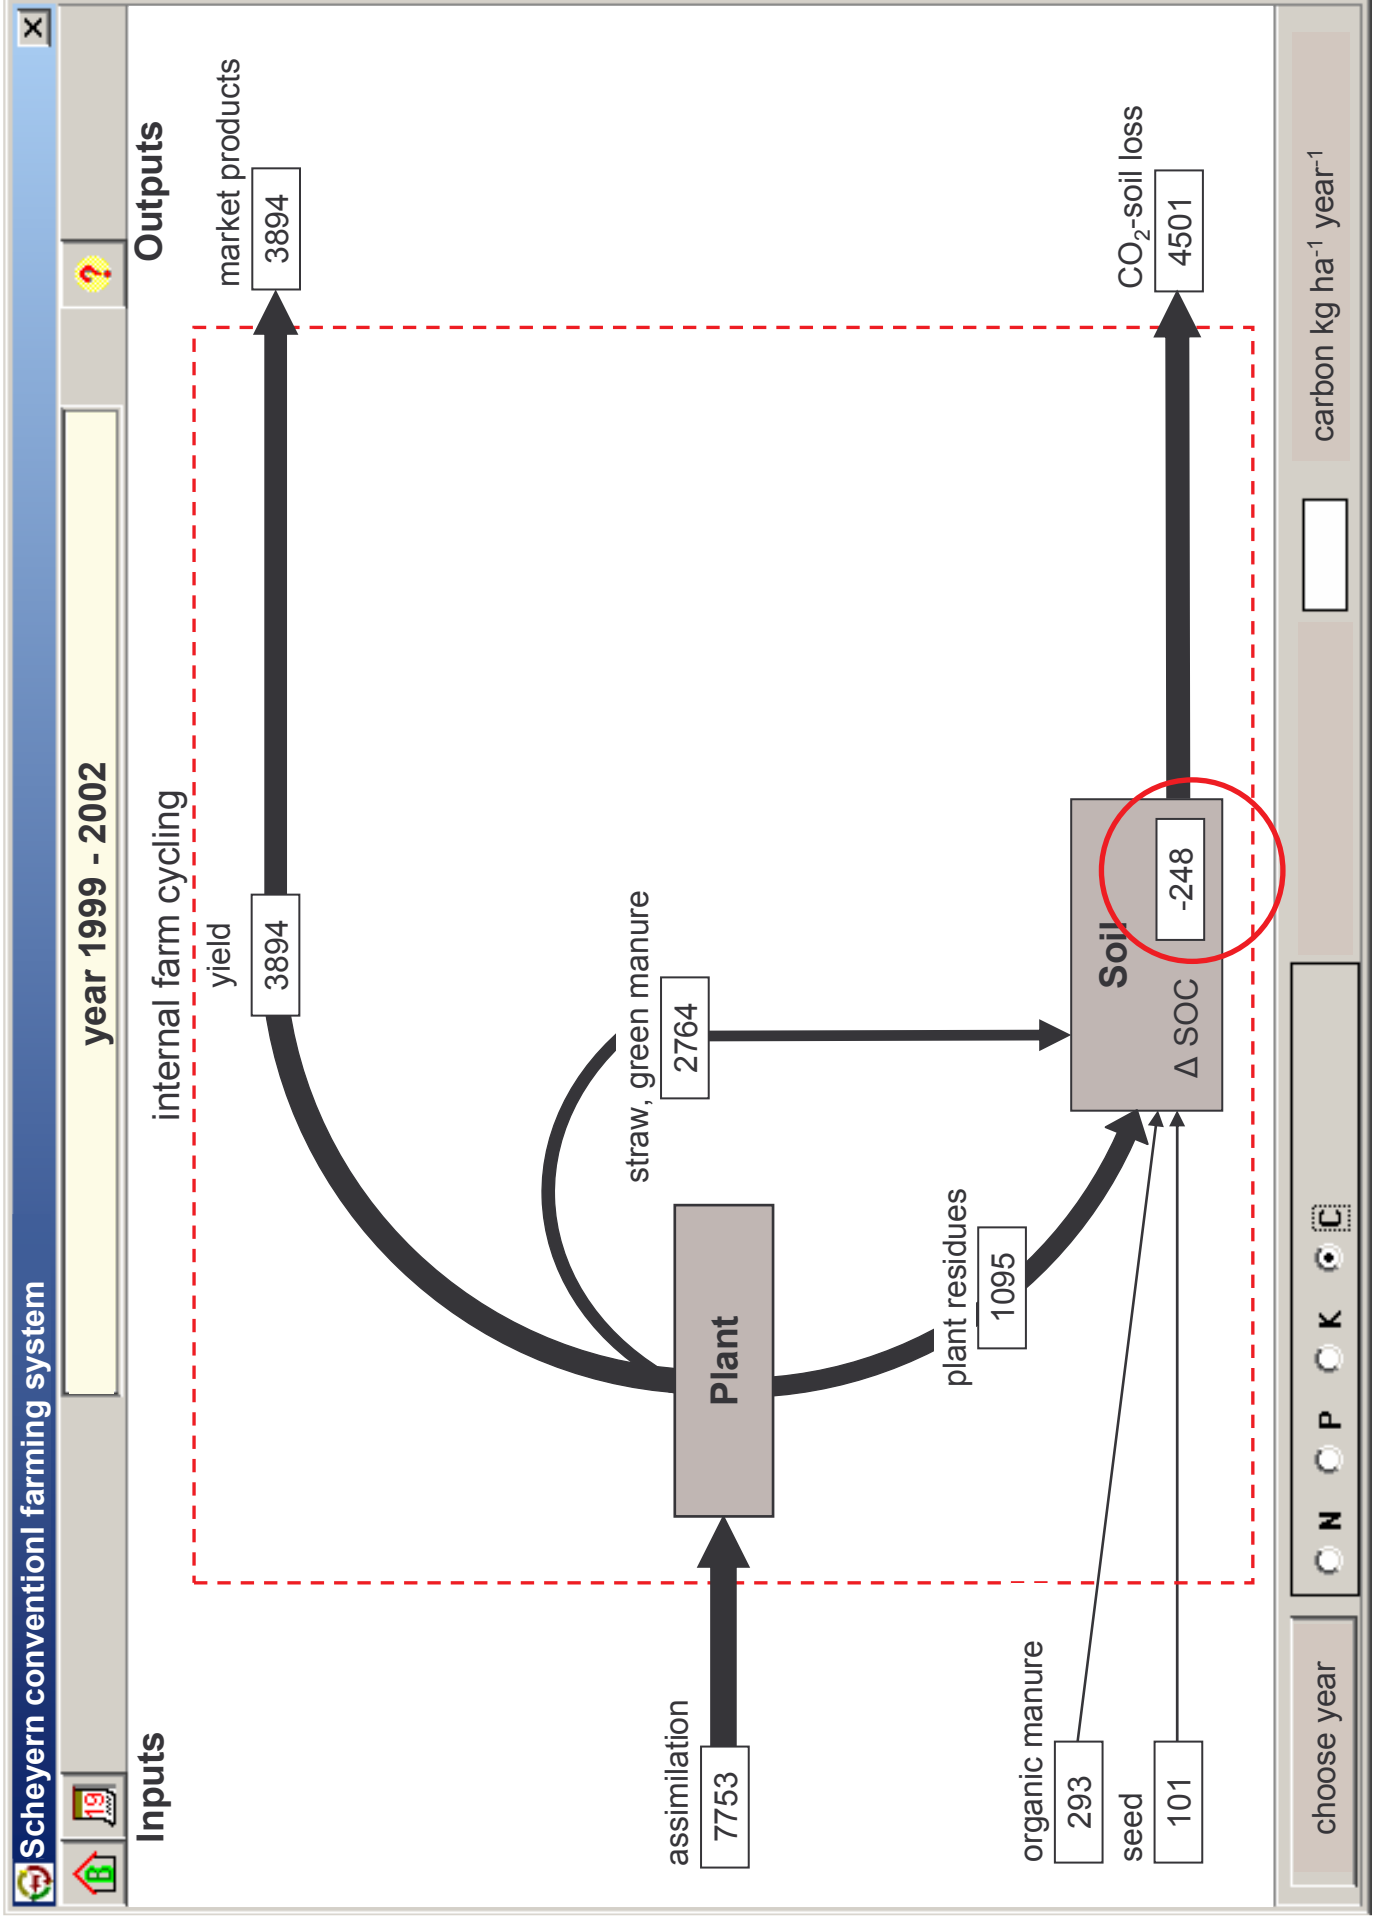 Scheyern conventionl farming system
19
B
year 1999 - 2002
?
Inputs
internal farm cycling
Outputs
yield
3894
market products
3894
straw, green manure
2764
assimilation
7753
Plant
plant residues
1095
organic manure
293
seed
101
Soil
Δ SOC
-248
CO₂-soil loss
4501
choose year
N P K C
carbon kg ha⁻¹ year⁻¹